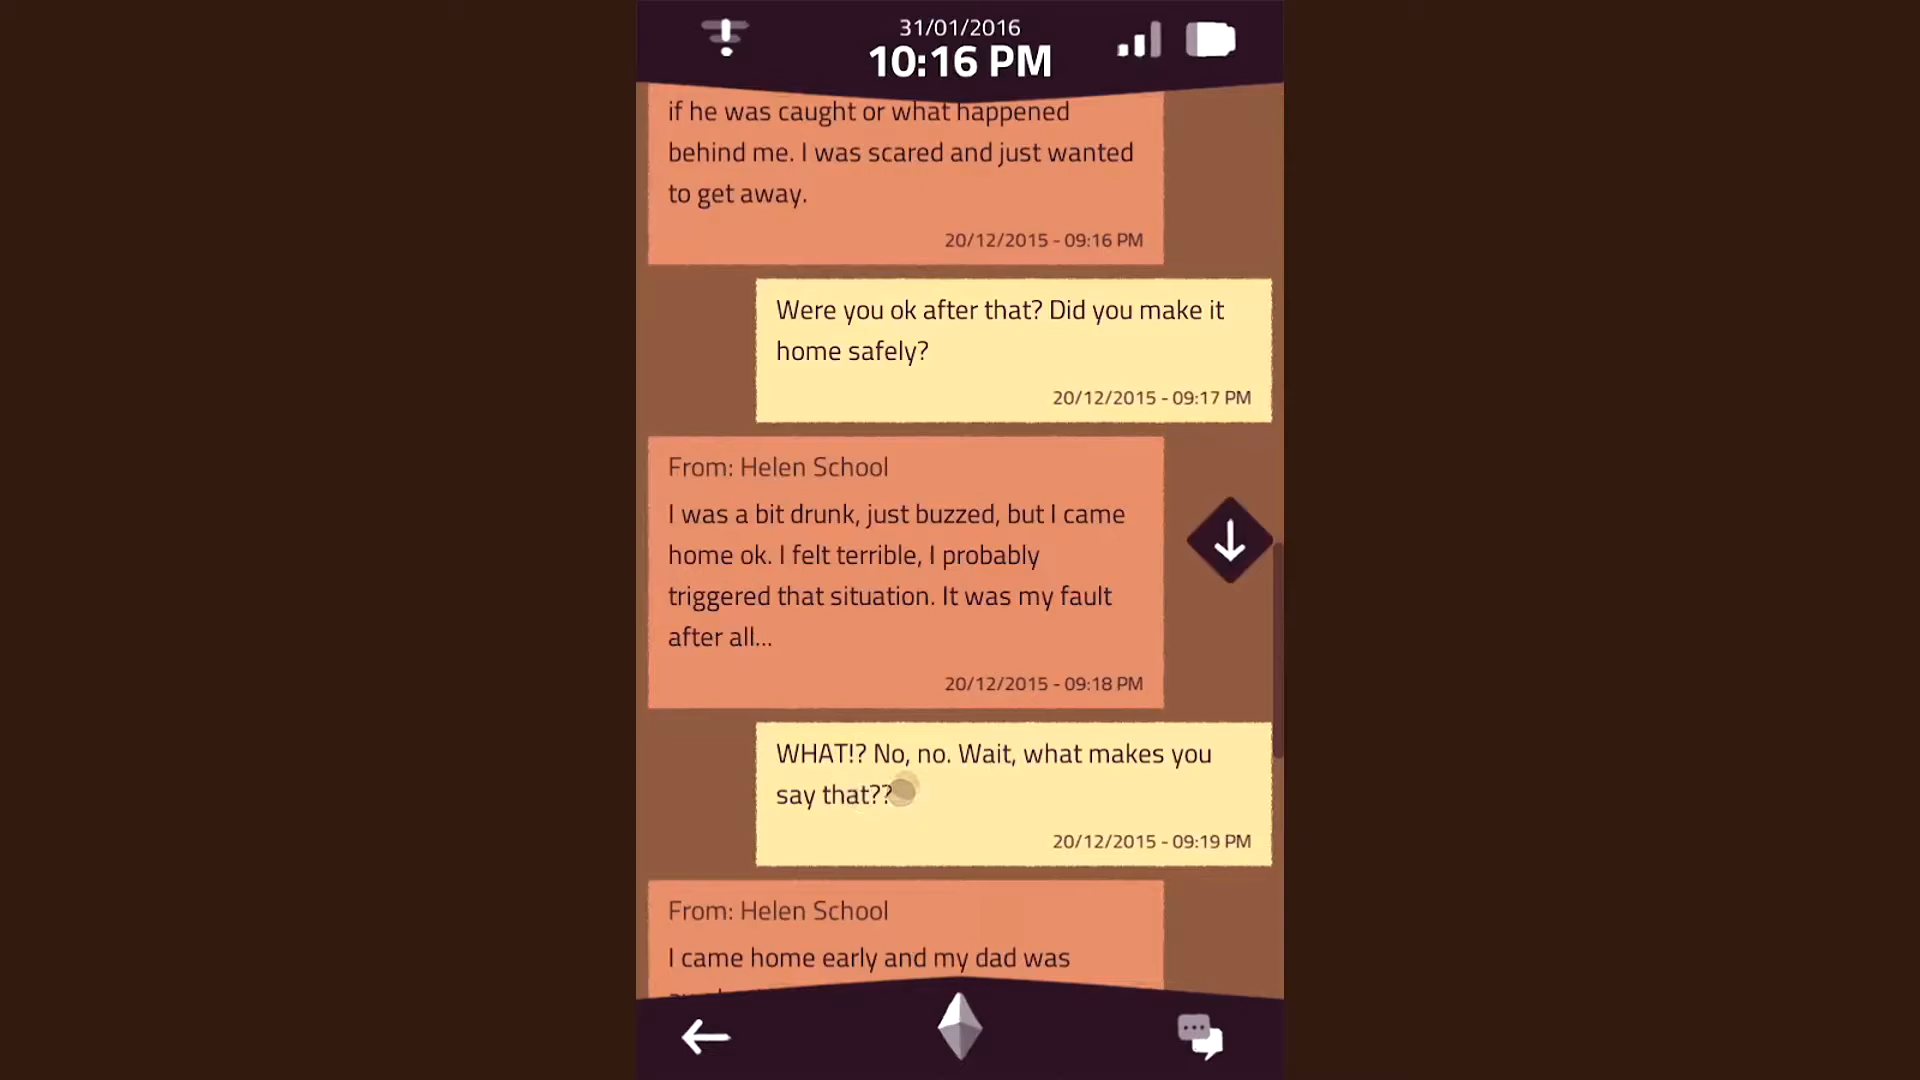 31/01/2016
10:16 PM
if he was caught or what happened
behind me. I was scared and just wanted
to get away.
20/12/2015 - 09:16 PM
Were you ok after that? Did you make it
home safely?
20/12/2015 - 09:17 PM
From: Helen School
I was a bit drunk, just buzzed, but I came
home ok. I felt terrible, I probably
triggered that situation. It was my fault
after all...
20/12/2015 - 09:18 PM
WHAT!? No, no. Wait, what makes you
say that??
20/12/2015 - 09:19 PM
From: Helen School
I came home early and my dad was